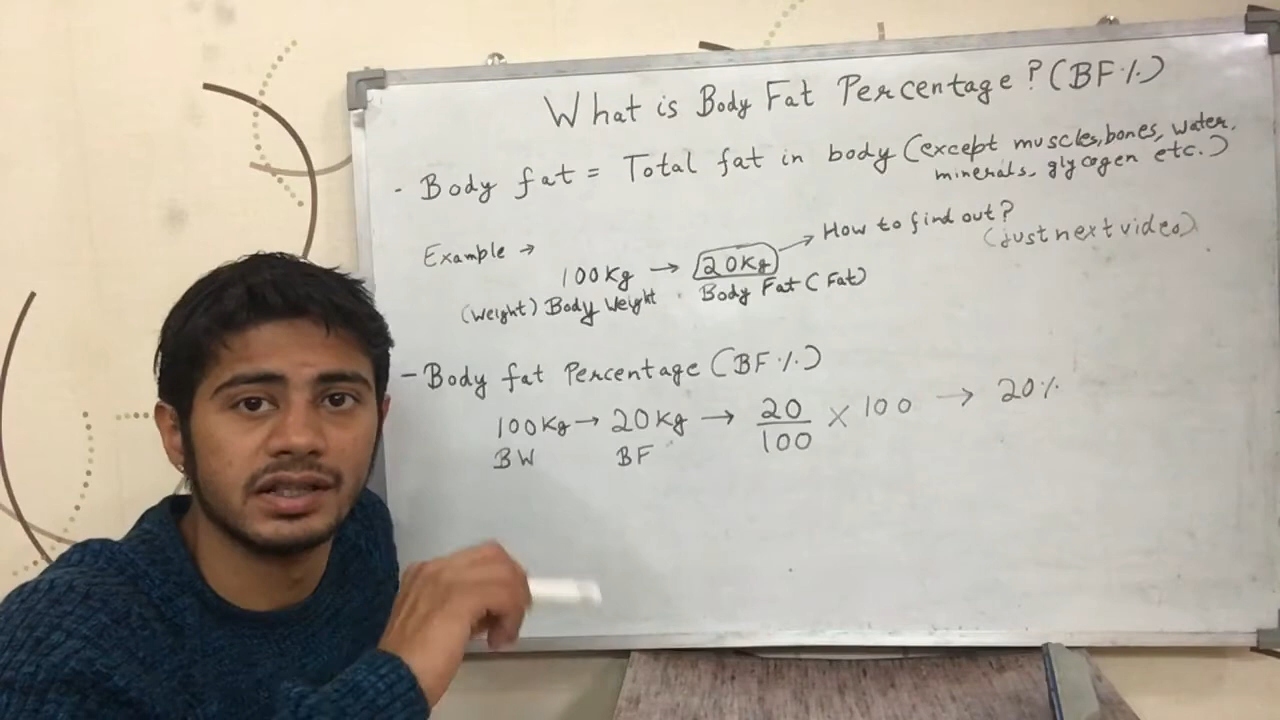 What is Body Fat Percentage? (BF%)
- Body fat = Total fat in body (except muscles, bones, water,
minerals, glycogen etc.)
Example → 100Kg → 20Kg → How to find out?
(just next video)
(weight) Body Weight. Body Fat (Fat)
- Body fat Percentage (BF%)
100Kg → 20Kg → 20/100 × 100 → 20%
BW BF